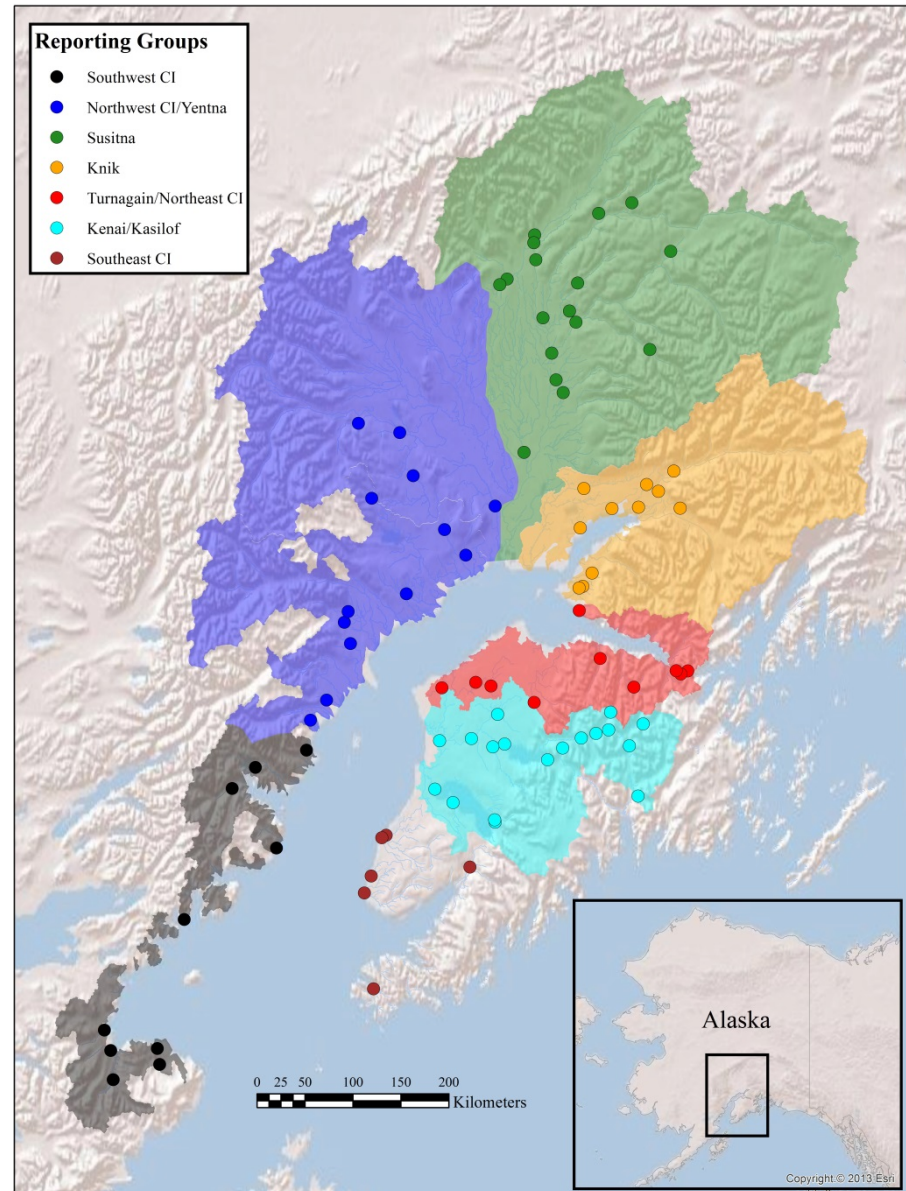 Reporting Groups
Southwest CI
Northwest CI/Yentna
Susitna
Knik
Turnagain/Northeast CI
Kenai/Kasilof
Southeast CI
0 25 50 100 150 200
Kilometers
Alaska
Copyright:© 2013 Esri